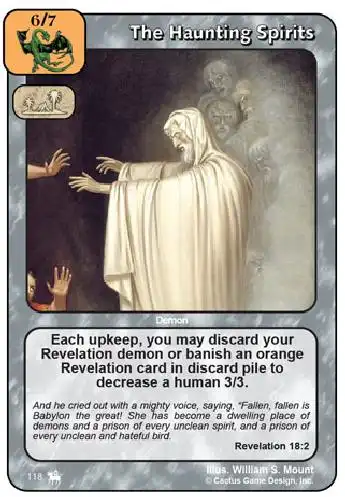 6/7
The Haunting Spirits
Demon
Each upkeep, you may discard your
Revelation demon or banish an orange
Revelation card in discard pile to
decrease a human 3/3.
And he cried out with a mighty voice, saying, “Fallen, fallen is
Babylon the great! She has become a dwelling place of
demons and a prison of every unclean spirit, and a prison of
every unclean and hateful bird.
Revelation 18:2
118
Illus. William S. Mount
© Cactus Game Design, Inc.